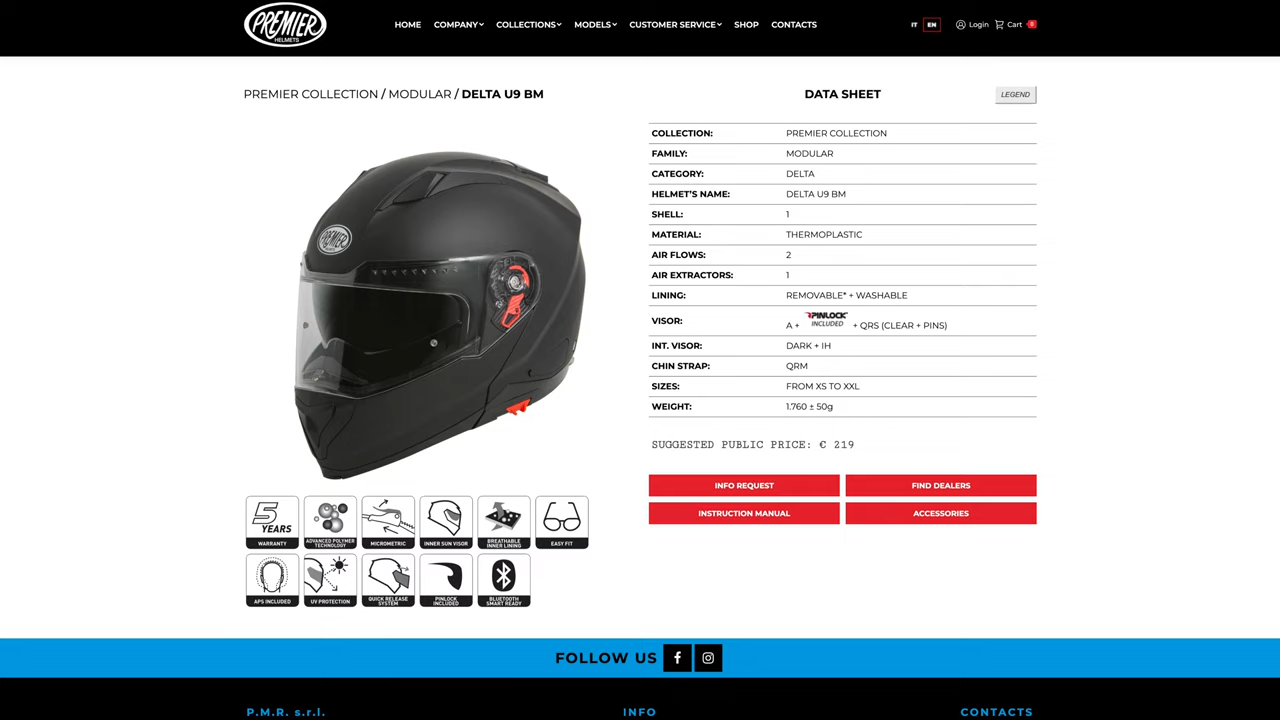 PREMIER
HELMETS
HOME COMPANY COLLECTIONS MODELS CUSTOMER SERVICE SHOP CONTACTS
IT EN Login Cart 0
PREMIER COLLECTION / MODULAR / DELTA U9 BM
DATA SHEET
LEGEND
COLLECTION: PREMIER COLLECTION
FAMILY: MODULAR
CATEGORY: DELTA
HELMET'S NAME: DELTA U9 BM
SHELL: 1
MATERIAL: THERMOPLASTIC
AIR FLOWS: 2
AIR EXTRACTORS: 1
LINING: REMOVABLE* + WASHABLE
VISOR: A + PINLOCK INCLUDED + QRS (CLEAR + PINS)
INT. VISOR: DARK + IH
CHIN STRAP: QRM
SIZES: FROM XS TO XXL
WEIGHT: 1.760 ± 50g
SUGGESTED PUBLIC PRICE: € 219
INFO REQUEST
FIND DEALERS
INSTRUCTION MANUAL
ACCESSORIES
PREMIER
5 YEARS
WARRANTY
ADVANCED POLYMER TECHNOLOGY
MICROMETRIC
INNER SUN VISOR
BREATHABLE INNER LINING
EASY FIT
APS INCLUDED
UV PROTECTION
QUICK RELEASE SYSTEM
PINLOCK INCLUDED
BLUETOOTH SMART READY
FOLLOW US
P.M.R. s.r.l.
INFO
CONTACTS